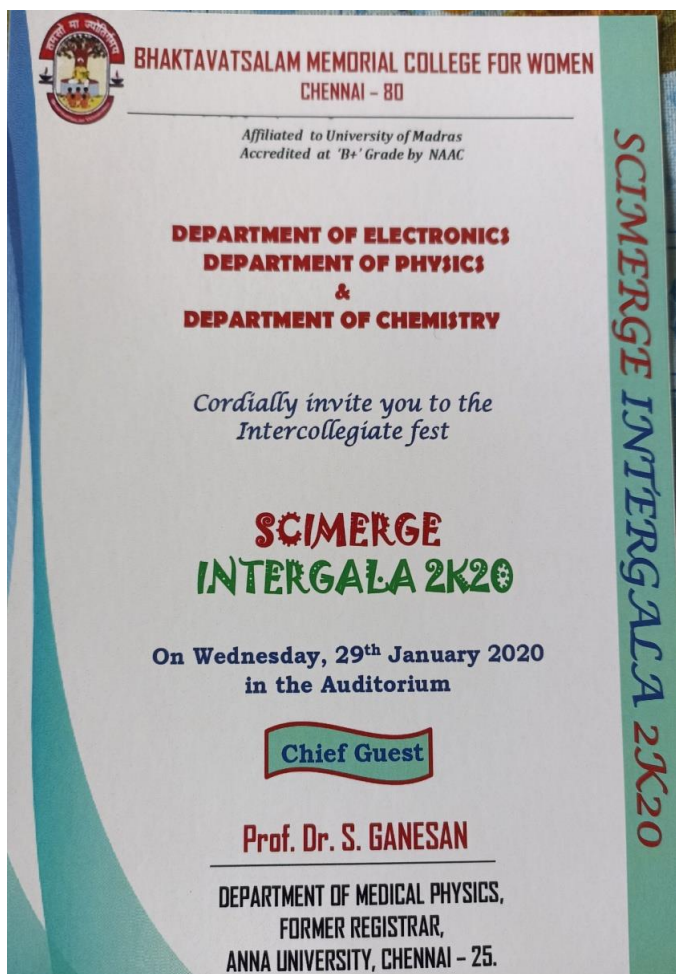 तमसो मा ज्योतिर्गमय
BHAKTAVATSALAM MEMORIAL COLLEGE FOR WOMEN
CHENNAI – 80
Affiliated to University of Madras
Accredited at 'B+' Grade by NAAC
DEPARTMENT OF ELECTRONICS
DEPARTMENT OF PHYSICS
&
DEPARTMENT OF CHEMISTRY
Cordially invite you to the
Intercollegiate fest
SCIMERGE
INTERGALA 2K20
On Wednesday, 29th January 2020
in the Auditorium
Chief Guest
Prof. Dr. S. GANESAN
DEPARTMENT OF MEDICAL PHYSICS,
FORMER REGISTRAR,
ANNA UNIVERSITY, CHENNAI – 25.
SCIMERGE INTERGALA 2K20